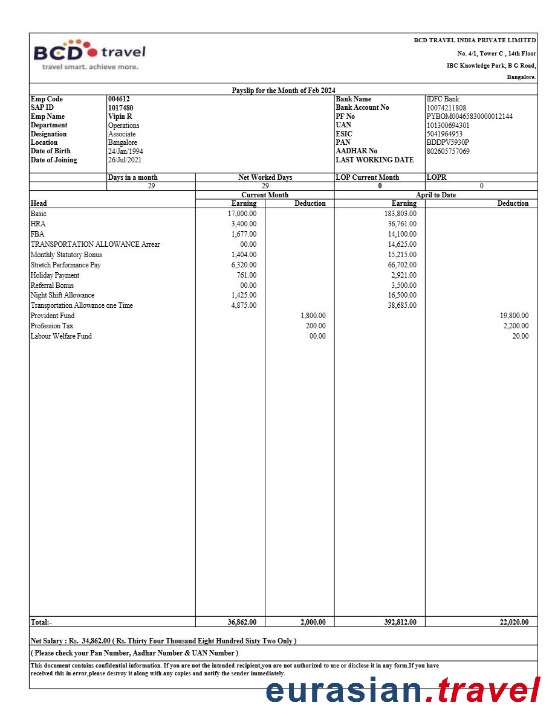 BCD travel
travel smart. achieve more.
BCD TRAVEL INDIA PRIVATE LIMITED
No. 4/1, Tower C , 14th Floor
IBC Knowledge Park, B G Road,
Bangalore.
Payslip for the Month of Feb 2024
Emp Code 004612 Bank Name IDFC Bank
SAP ID 1017480 Bank Account No 10074211808
Emp Name Vipin R PF No PYBOM00465830000012144
Department Operations UAN 101300694301
Designation Associate ESIC 5041964953
Location Bangalore PAN BDDPV5930P
Date of Birth 24/Jan/1994 AADHAR No 802605757069
Date of Joining 26/Jul/2021 LAST WORKING DATE
Days in a month Net Worked Days LOP Current Month LOPR
29 29 0 0
Current Month April to Date
Head Earning Deduction Earning Deduction
Basic 17,000.00 183,803.00
HRA 3,400.00 36,761.00
FBA 1,677.00 14,100.00
TRANSPORTATION ALLOWANCE Arrear 00.00 14,625.00
Monthly Statutory Bonus 1,404.00 15,215.00
Stretch Performance Pay 6,320.00 66,702.00
Holiday Payment 761.00 2,921.00
Referral Bonus 00.00 3,500.00
Night Shift Allowance 1,425.00 16,500.00
Transportation Allowance one Time 4,875.00 38,685.00
Provident Fund 1,800.00 19,800.00
Profession Tax 200.00 2,200.00
Labour Welfare Fund 00.00 20.00
Total:- 36,862.00 2,000.00 392,812.00 22,020.00
Net Salary : Rs. 34,862.00 ( Rs. Thirty Four Thousand Eight Hundred Sixty Two Only )
( Please check your Pan Number, Aadhar Number & UAN Number )
This document contains confidential information. If you are not the intended recipient,you are not authorized to use or disclose it in any form.If you have
received this in error,please destroy it along with any copies and notify the sender immediately.
eurasian.travel